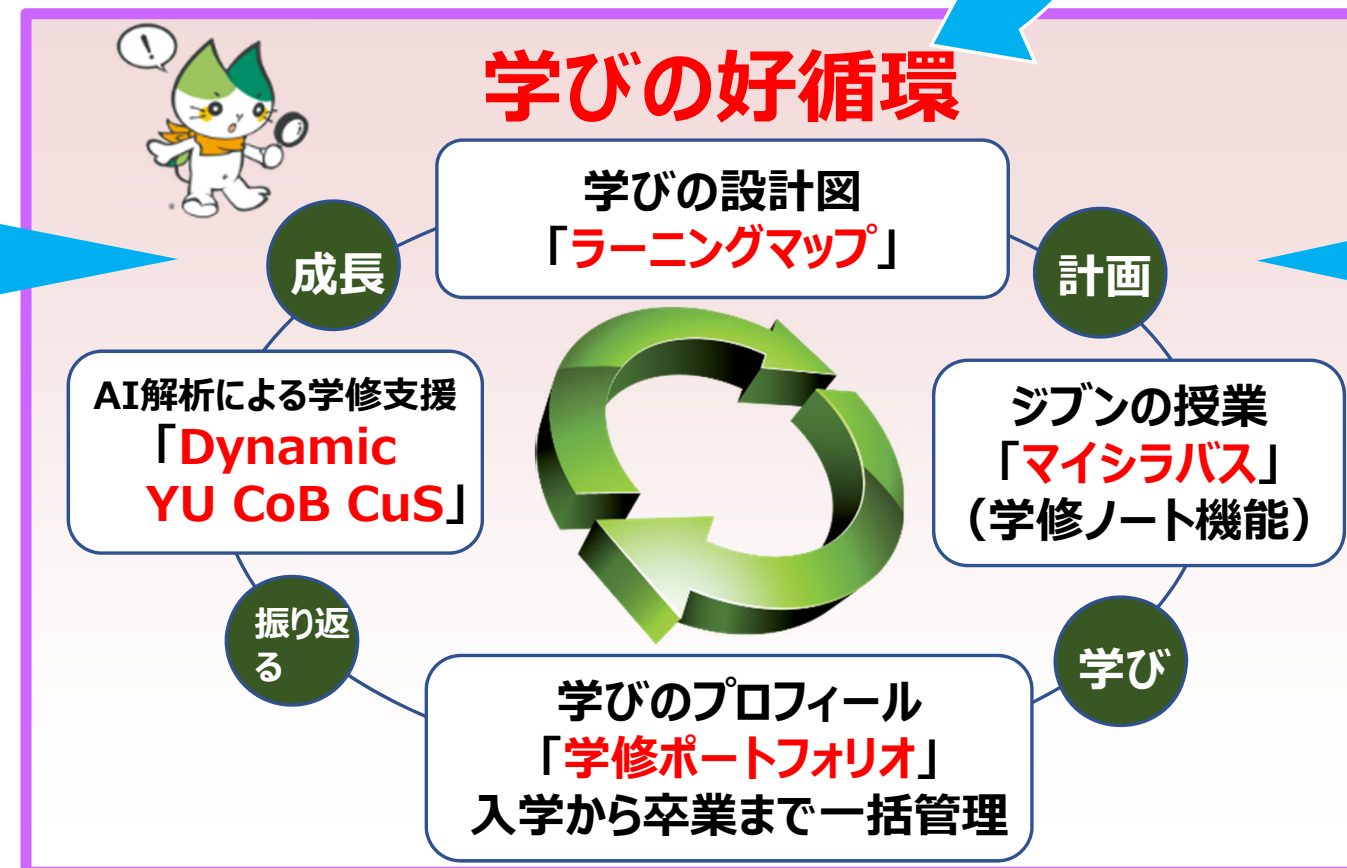 !
学びの好循環
学びの設計図
「ラーニングマップ」
成長
計画
AI解析による学修支援
「Dynamic
YU CoB CuS」
ジブンの授業
「マイシラバス」
（学修ノート機能）
振り返
る
学び
学びのプロフィール
「学修ポートフォリオ」
入学から卒業まで一括管理